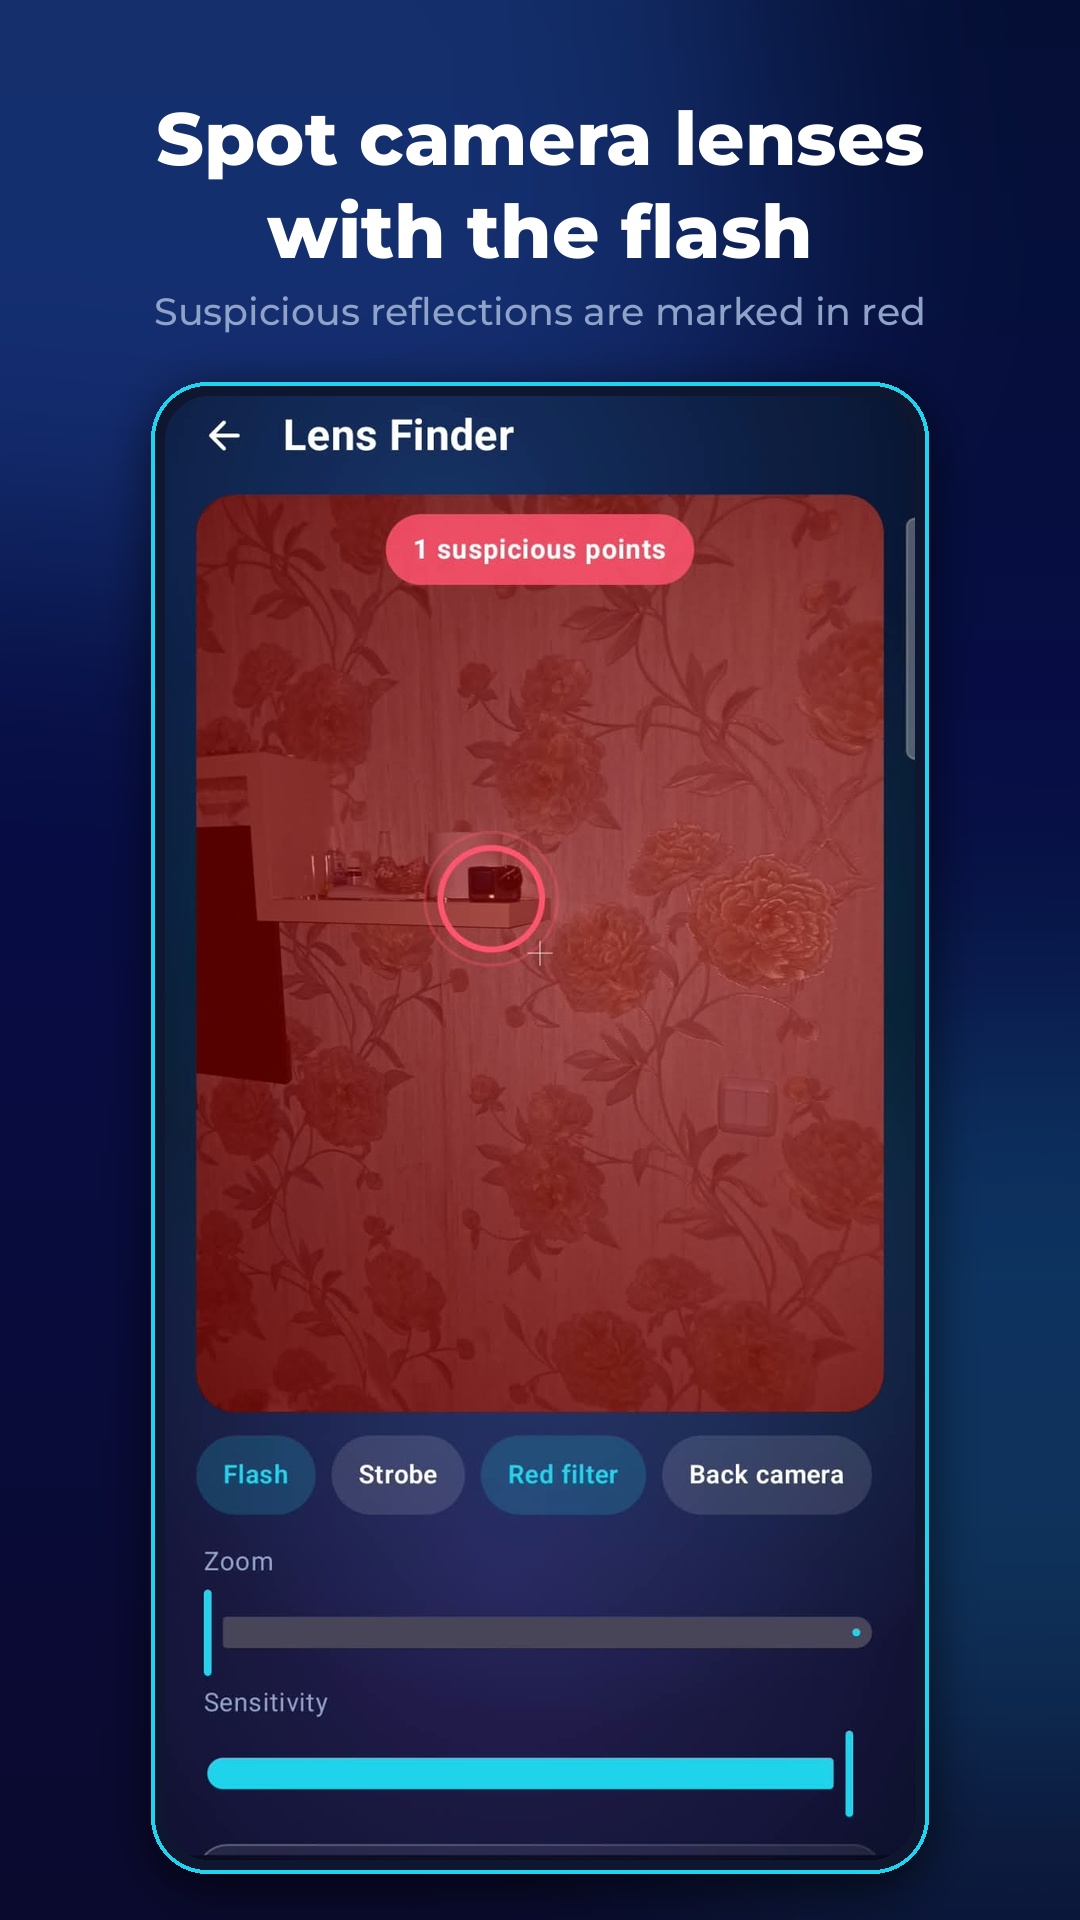 Spot camera lenses
with the flash
Suspicious reflections are marked in red
Lens Finder
1 suspicious points
Flash
Strobe
Red filter
Back camera
Zoom
Sensitivity